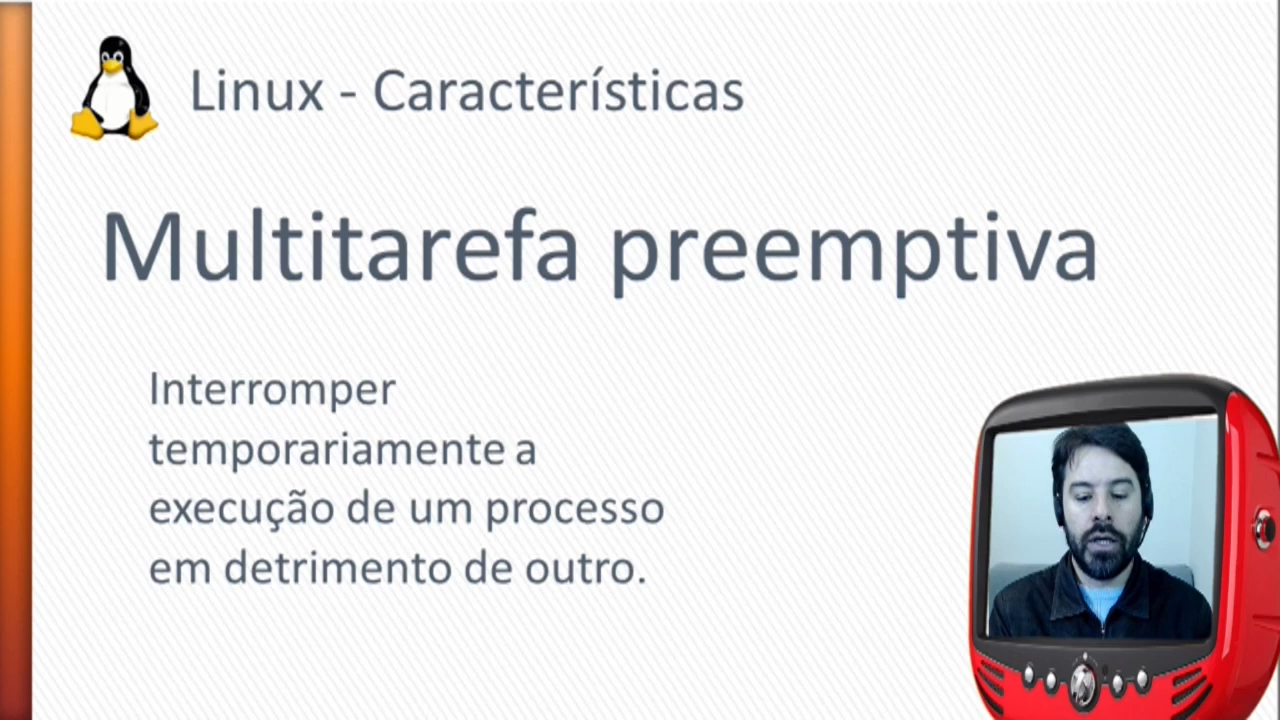 Linux - Características
Multitarefa preemptiva
Interromper
temporariamente a
execução de um processo
em detrimento de outro.